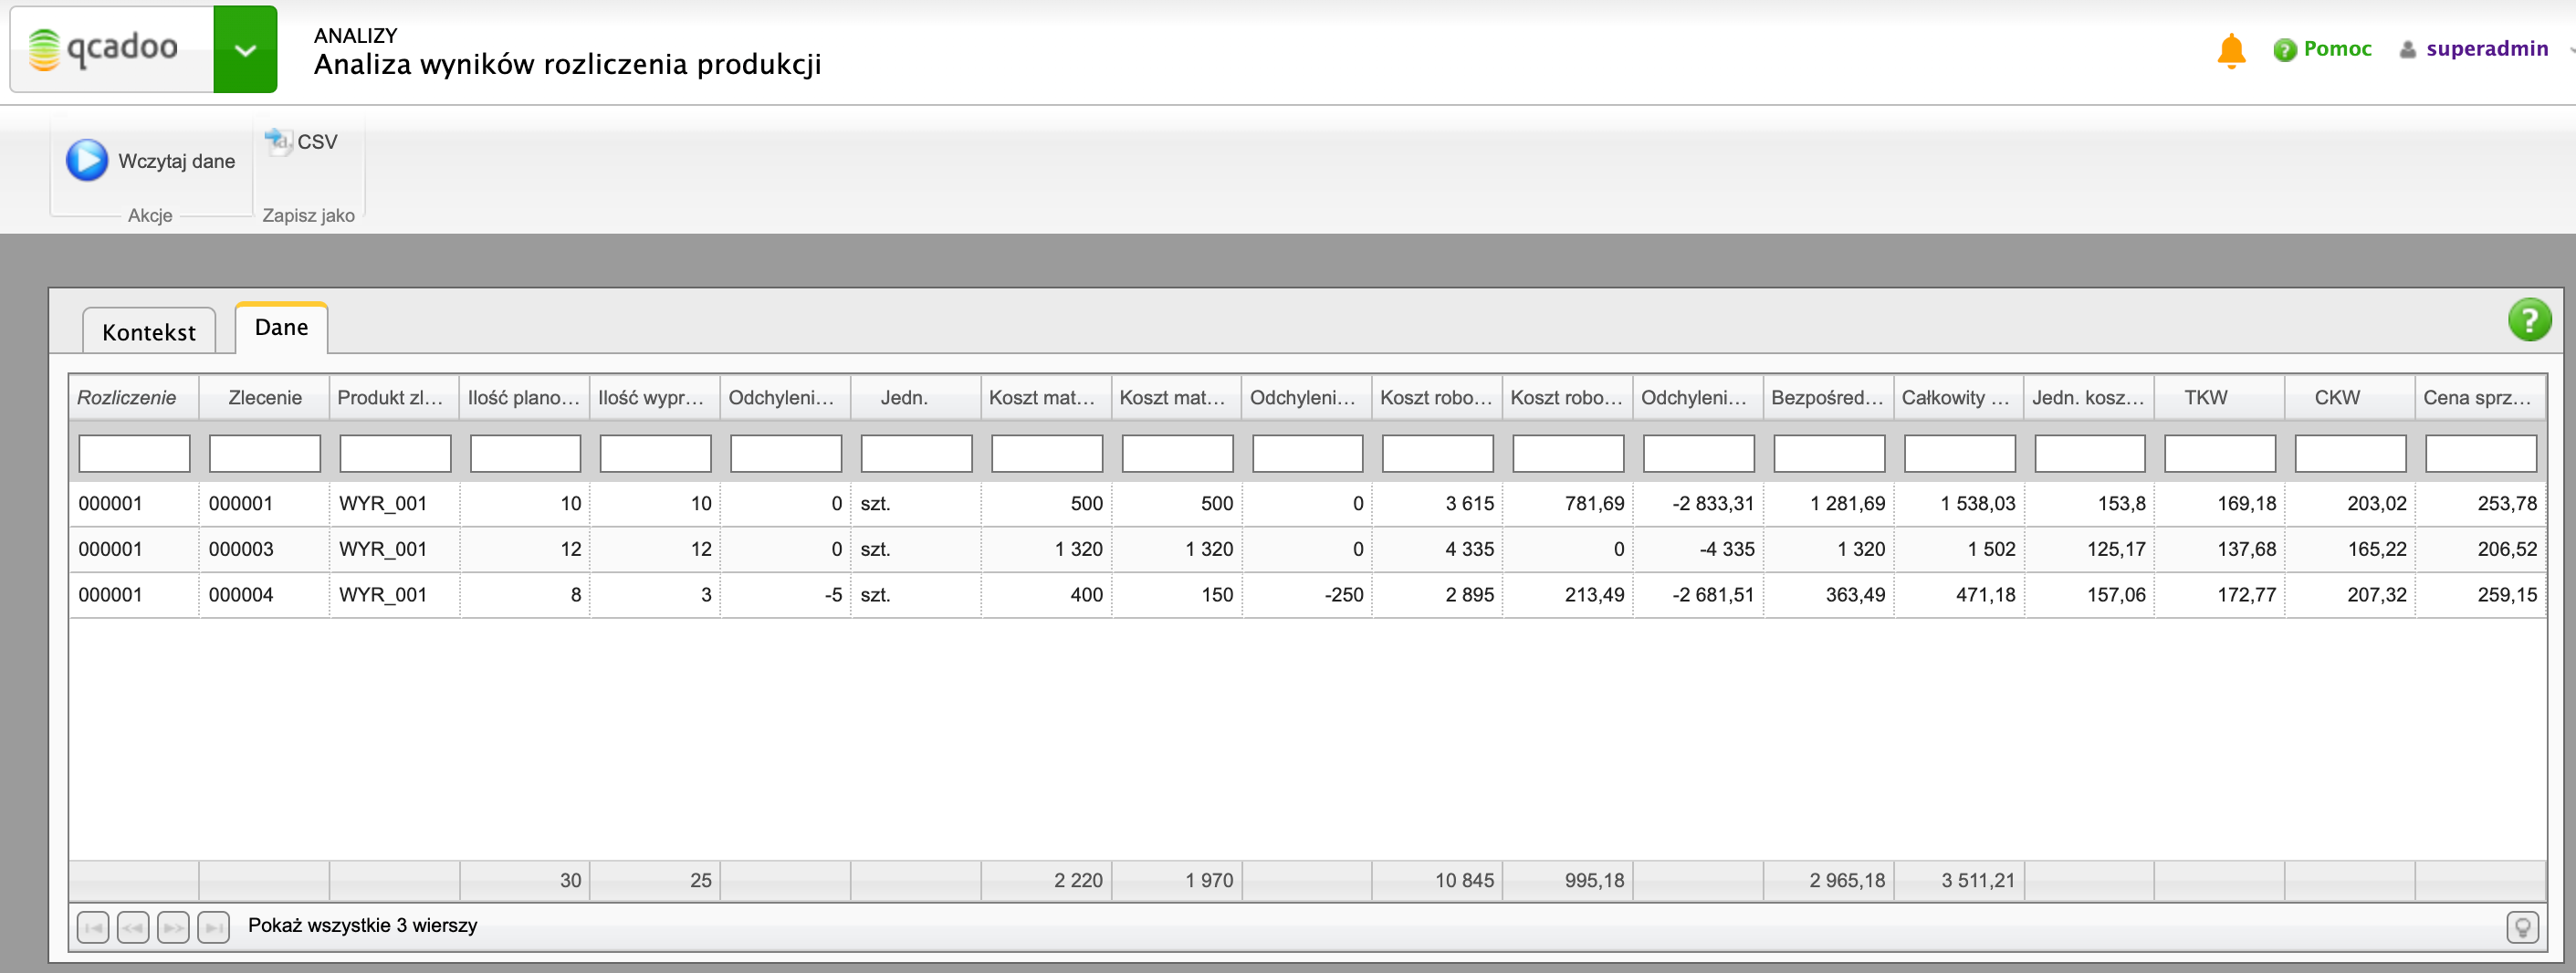 qcadoo
ANALIZY
Analiza wyników rozliczenia produkcji
Pomoc
superadmin
Wczytaj dane
CSV
Akcje
Zapisz jako
Kontekst
Dane
Rozliczenie Zlecenie Produkt zl... Ilość plano... Ilość wypr... Odchyleni... Jedn. Koszt mat... Koszt mat... Odchyleni... Koszt robo... Koszt robo... Odchyleni... Bezpośred... Całkowity ... Jedn. kosz... TKW CKW Cena sprz...
000001 000001 WYR_001 10 10 0 szt. 500 500 0 3 615 781,69 -2 833,31 1 281,69 1 538,03 153,8 169,18 203,02 253,78
000001 000003 WYR_001 12 12 0 szt. 1 320 1 320 0 4 335 0 -4 335 1 320 1 502 125,17 137,68 165,22 206,52
000001 000004 WYR_001 8 3 -5 szt. 400 150 -250 2 895 213,49 -2 681,51 363,49 471,18 157,06 172,77 207,32 259,15
30 25 2 220 1 970 10 845 995,18 2 965,18 3 511,21
Pokaż wszystkie 3 wierszy